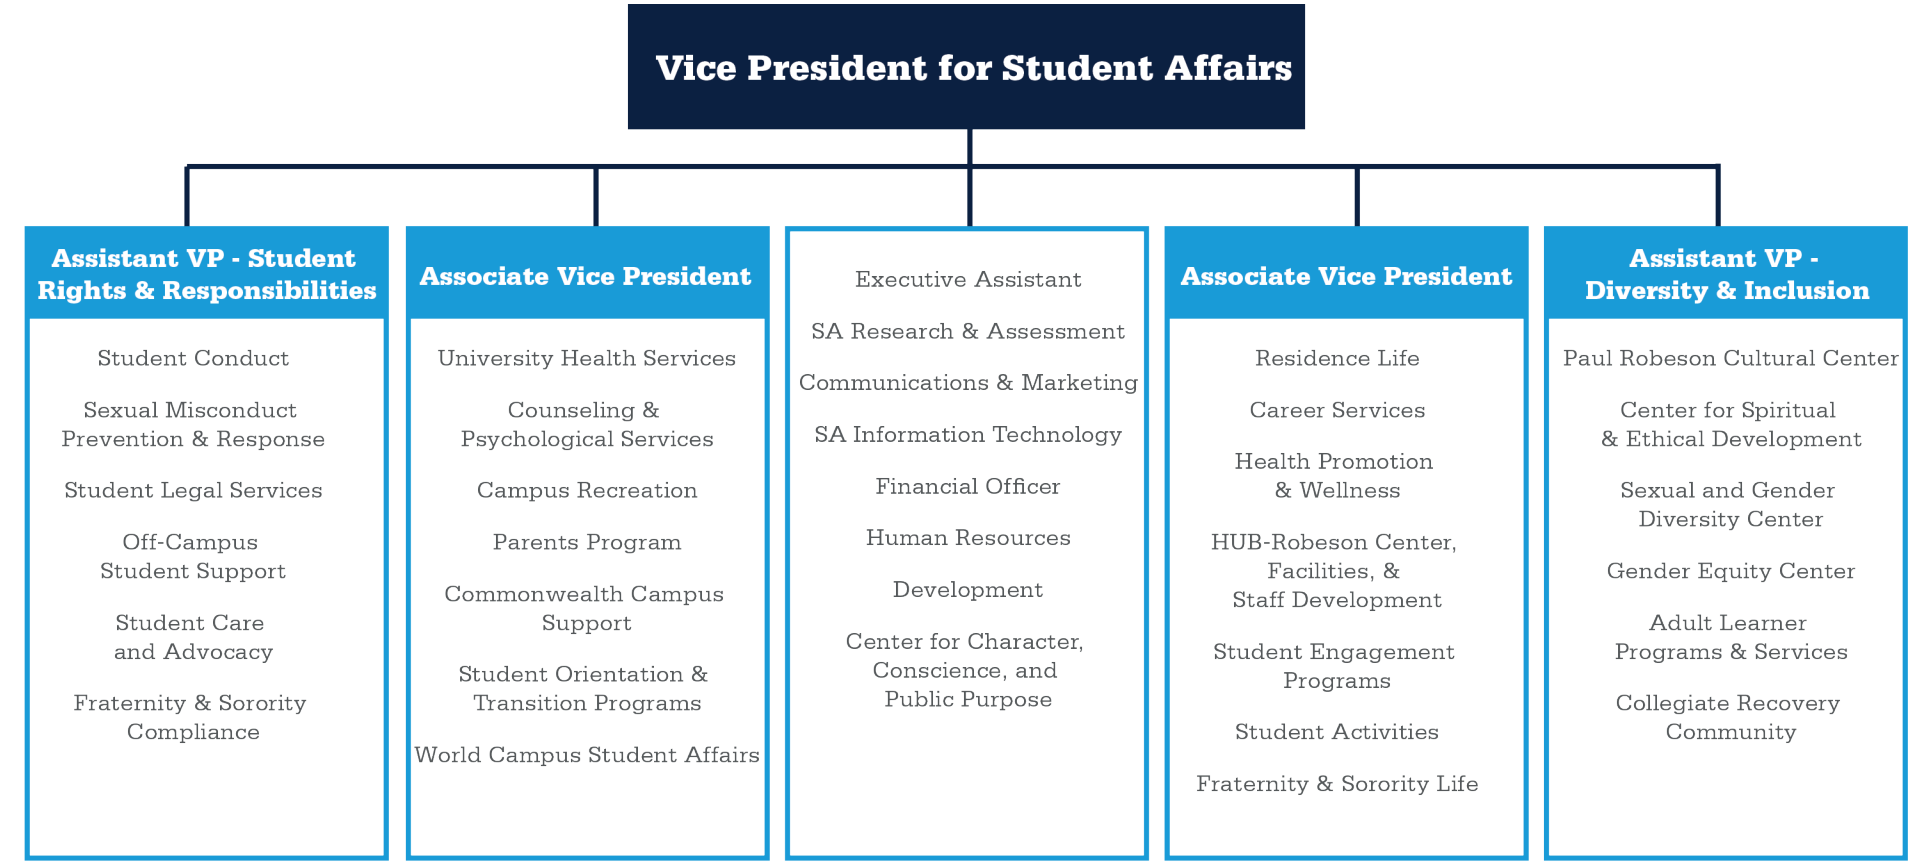 Vice President for Student Affairs
Assistant VP - Student
Rights & Responsibilities
Student Conduct
Sexual Misconduct
Prevention & Response
Student Legal Services
Off-Campus
Student Support
Student Care
and Advocacy
Fraternity & Sorority
Compliance
Associate Vice President
University Health Services
Counseling &
Psychological Services
Campus Recreation
Parents Program
Commonwealth Campus
Support
Student Orientation &
Transition Programs
World Campus Student Affairs
Executive Assistant
SA Research & Assessment
Communications & Marketing
SA Information Technology
Financial Officer
Human Resources
Development
Center for Character,
Conscience, and
Public Purpose
Associate Vice President
Residence Life
Career Services
Health Promotion
& Wellness
HUB-Robeson Center,
Facilities, &
Staff Development
Student Engagement
Programs
Student Activities
Fraternity & Sorority Life
Assistant VP -
Diversity & Inclusion
Paul Robeson Cultural Center
Center for Spiritual
& Ethical Development
Sexual and Gender
Diversity Center
Gender Equity Center
Adult Learner
Programs & Services
Collegiate Recovery
Community